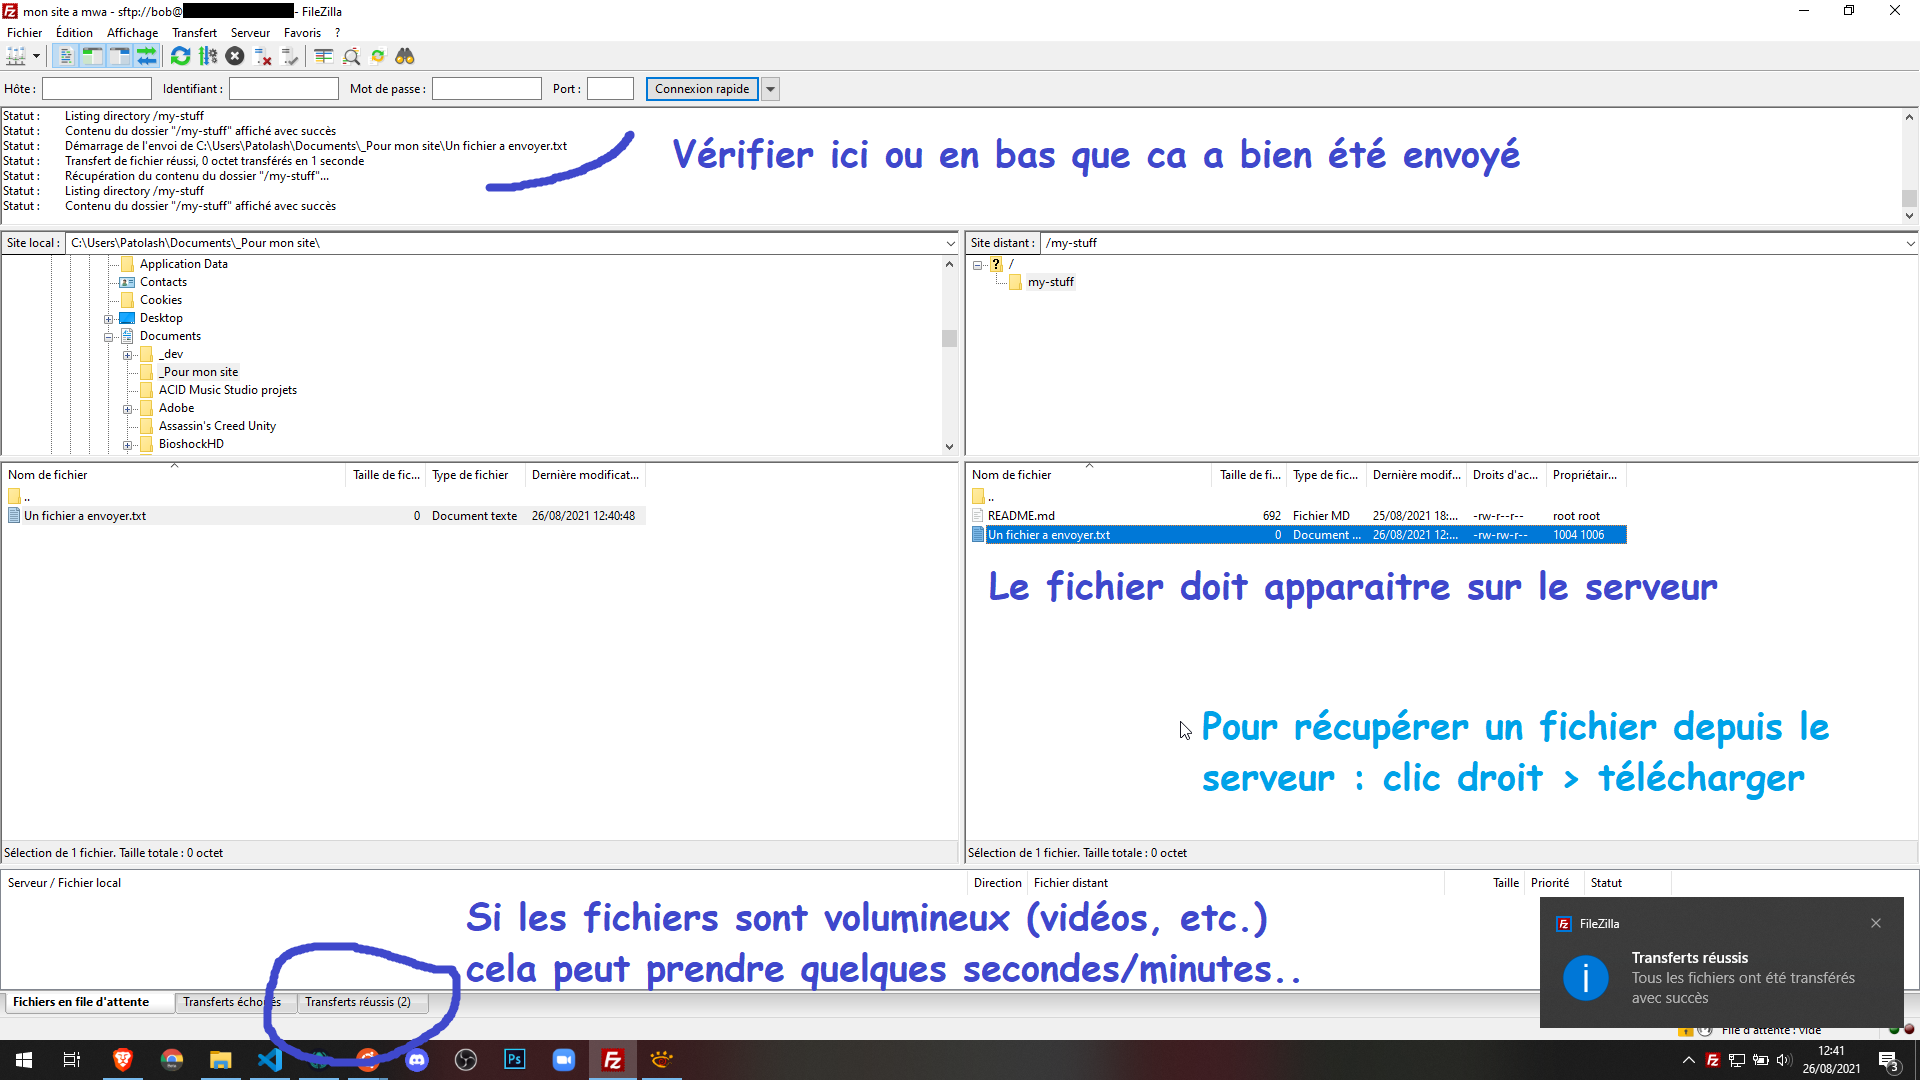 mon site a mwa - sftp://bob@ - FileZilla
Fichier Édition Affichage Transfert Serveur Favoris ?
Hôte : Identifiant : Mot de passe : Port : Connexion rapide
Statut : Listing directory /my-stuff
Statut : Contenu du dossier "/my-stuff" affiché avec succès
Statut : Démarrage de l'envoi de C:\Users\Patolash\Documents\_Pour mon site\Un fichier a envoyer.txt
Statut : Transfert de fichier réussi, 0 octet transférés en 1 seconde
Statut : Récupération du contenu du dossier "/my-stuff"...
Statut : Listing directory /my-stuff
Statut : Contenu du dossier "/my-stuff" affiché avec succès
Vérifier ici ou en bas que ca a bien été envoyé
Site local : C:\Users\Patolash\Documents\_Pour mon site\
Application Data
Contacts
Cookies
Desktop
Documents
_dev
_Pour mon site
ACID Music Studio projets
Adobe
Assassin's Creed Unity
BioshockHD
Site distant : /my-stuff
/
my-stuff
Nom de fichier Taille de fic... Type de fichier Dernière modificat...
..
Un fichier a envoyer.txt 0 Document texte 26/08/2021 12:40:48
Sélection de 1 fichier. Taille totale : 0 octet
Nom de fichier Taille de fi... Type de fic... Dernière modif... Droits d'ac... Propriétair...
..
README.md 692 Fichier MD 25/08/2021 18:... -rw-r--r-- root root
Un fichier a envoyer.txt 0 Document ... 26/08/2021 12:... -rw-rw-r-- 1004 1006
Le fichier doit apparaitre sur le serveur
Pour récupérer un fichier depuis le
serveur : clic droit > télécharger
Sélection de 1 fichier. Taille totale : 0 octet
Serveur / Fichier local Direction Fichier distant Taille Priorité Statut
Si les fichiers sont volumineux (vidéos, etc.)
cela peut prendre quelques secondes/minutes..
FileZilla
Transferts réussis
Tous les fichiers ont été transférés
avec succès
Fichiers en file d'attente Transferts échoués Transferts réussis (2)
File d'attente : vide
Ps
12:41
26/08/2021
3